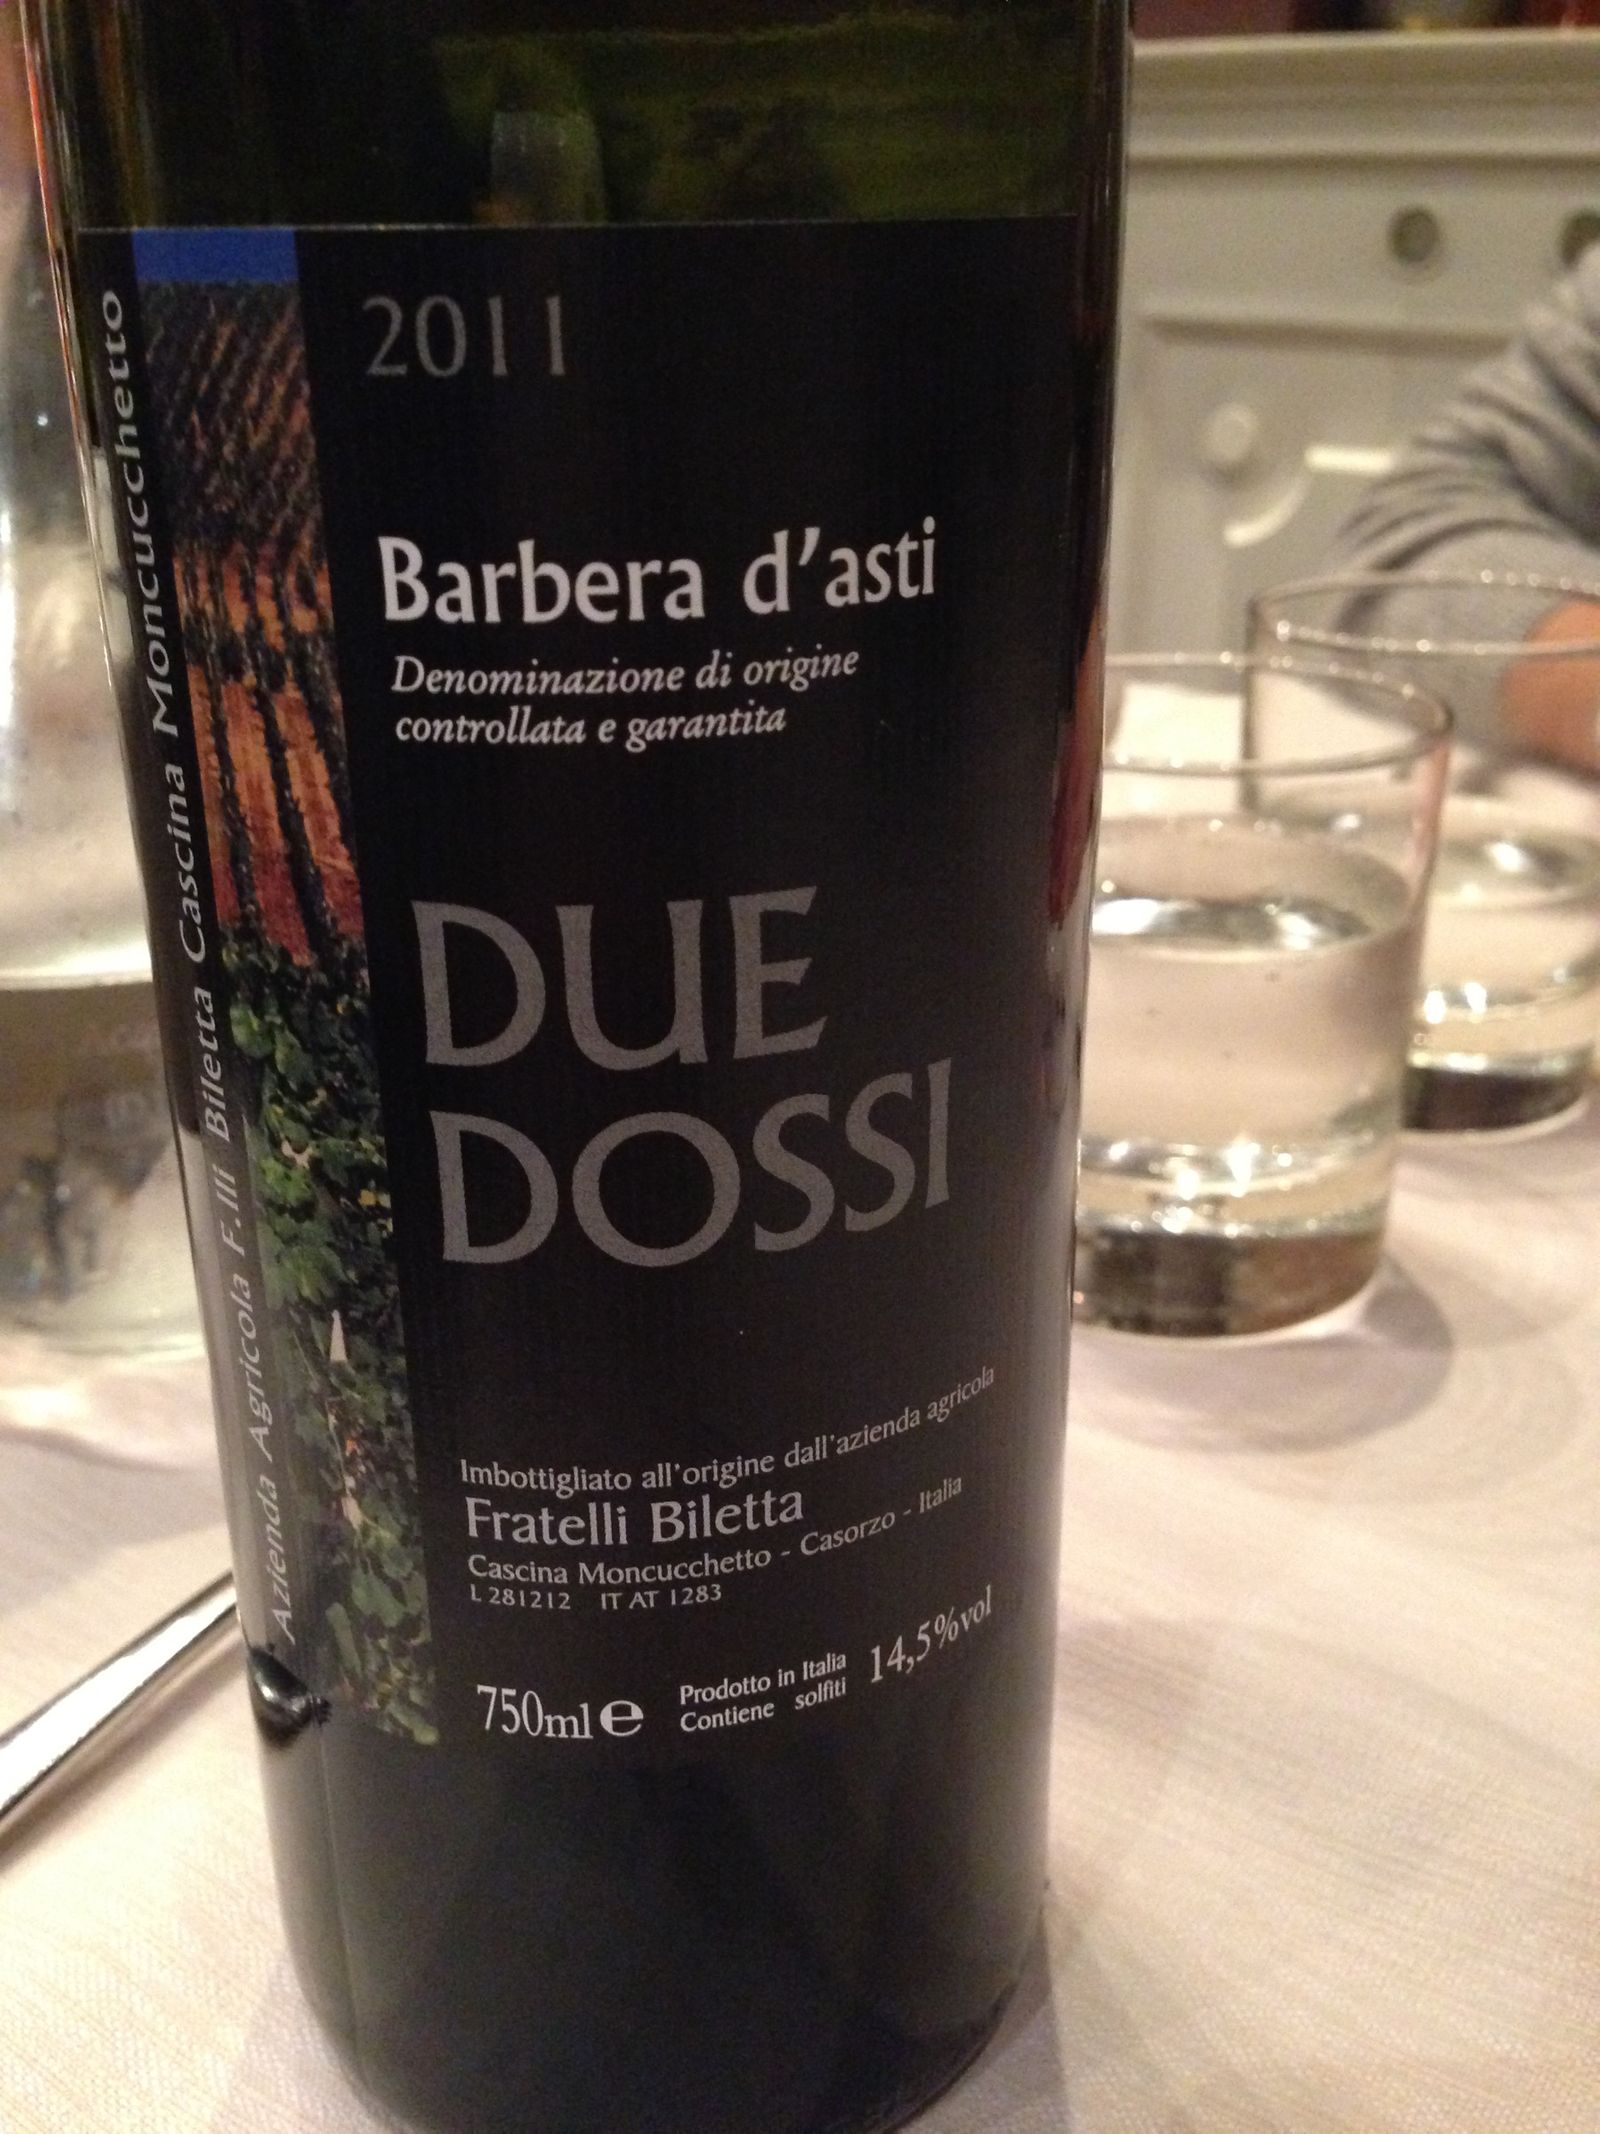 2011
Barbera d'asti
Denominazione di origine
controllata e garantita
DUE
DOSSI
Imbottigliato all'origine dall'azienda agricola
Fratelli Biletta
Cascina Moncucchetto - Casorzo - Italia
L 281212 IT AT 1283
750ml e
Prodotto in Italia
Contiene solfiti
14,5%vol
Azienda Agricola F.lli Biletta Cascina Moncucchetto